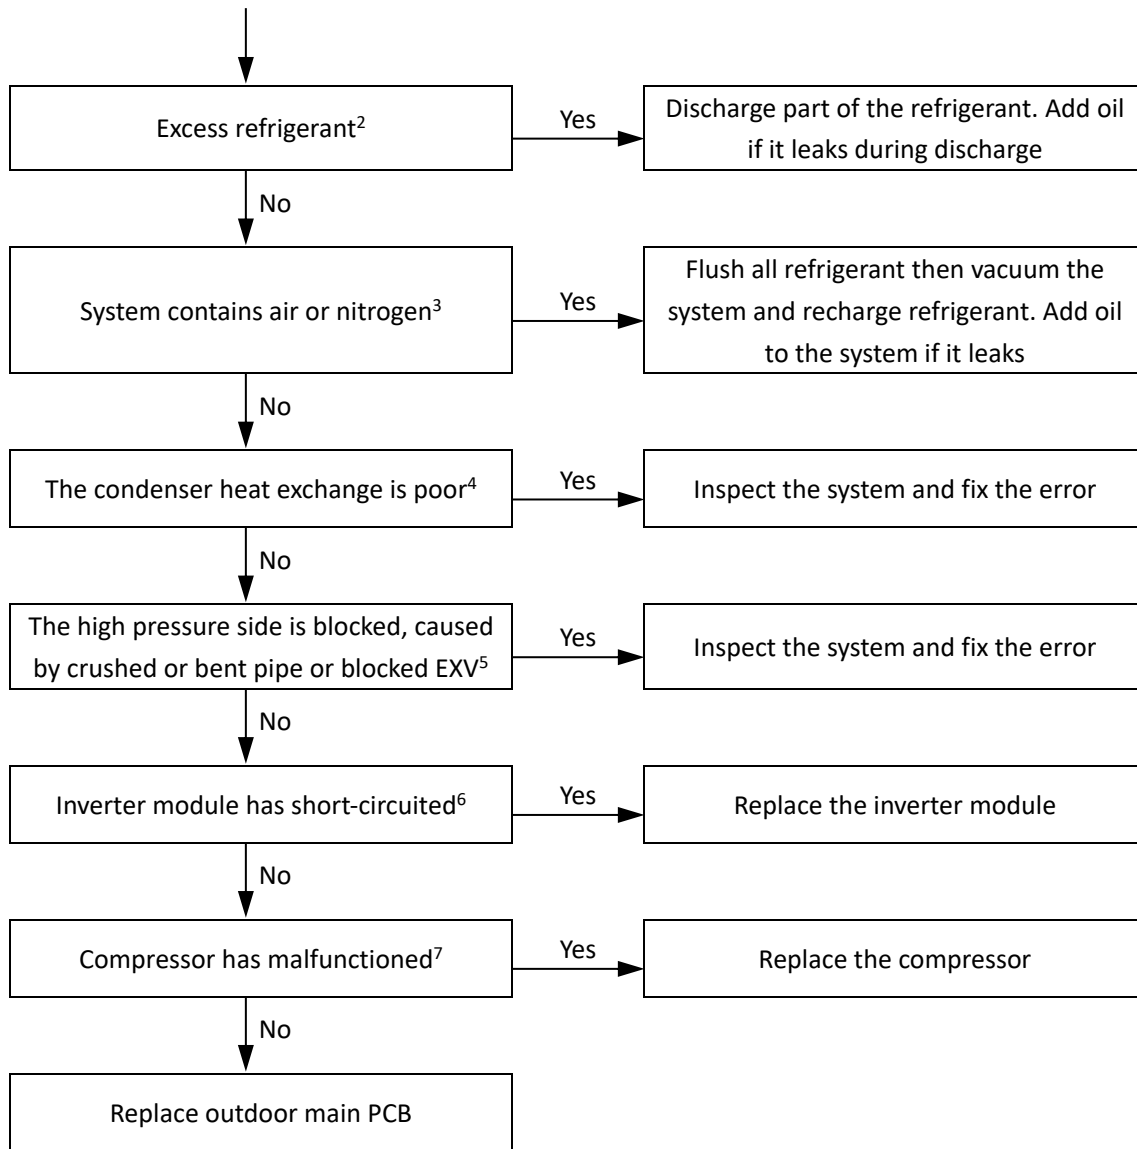 Excess refrigerant²
Yes
Discharge part of the refrigerant. Add oil
if it leaks during discharge
No
System contains air or nitrogen³
Yes
Flush all refrigerant then vacuum the
system and recharge refrigerant. Add oil
to the system if it leaks
No
The condenser heat exchange is poor⁴
Yes
Inspect the system and fix the error
No
The high pressure side is blocked, caused
by crushed or bent pipe or blocked EXV⁵
Yes
Inspect the system and fix the error
No
Inverter module has short-circuited⁶
Yes
Replace the inverter module
No
Compressor has malfunctioned⁷
Yes
Replace the compressor
No
Replace outdoor main PCB